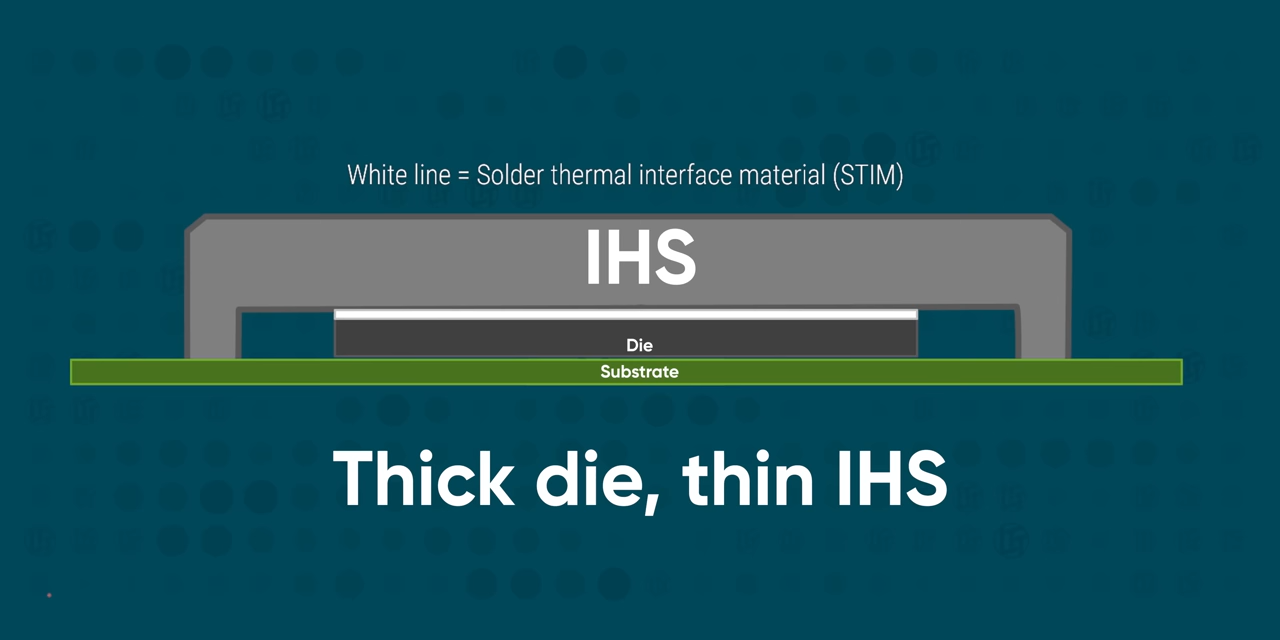 White line = Solder thermal interface material (STIM)
IHS
Die
Substrate
Thick die, thin IHS